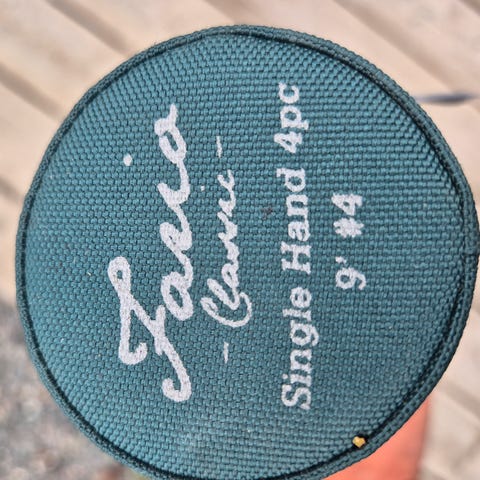 Fario
- Classic -
Single Hand 4pc
9' #4